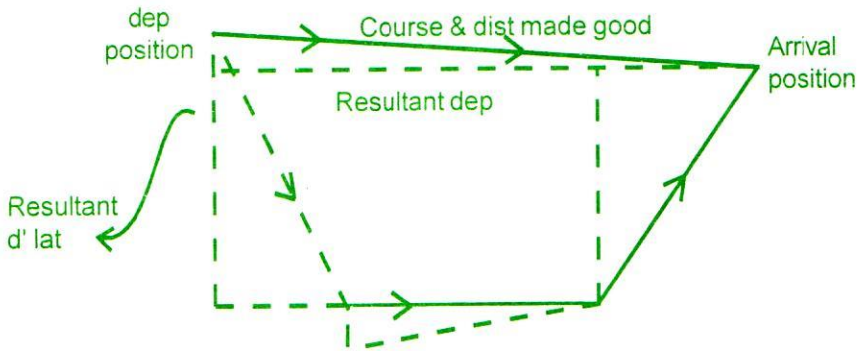 dep
position
Course & dist made good
Arrival
position
Resultant dep
Resultant
d' lat